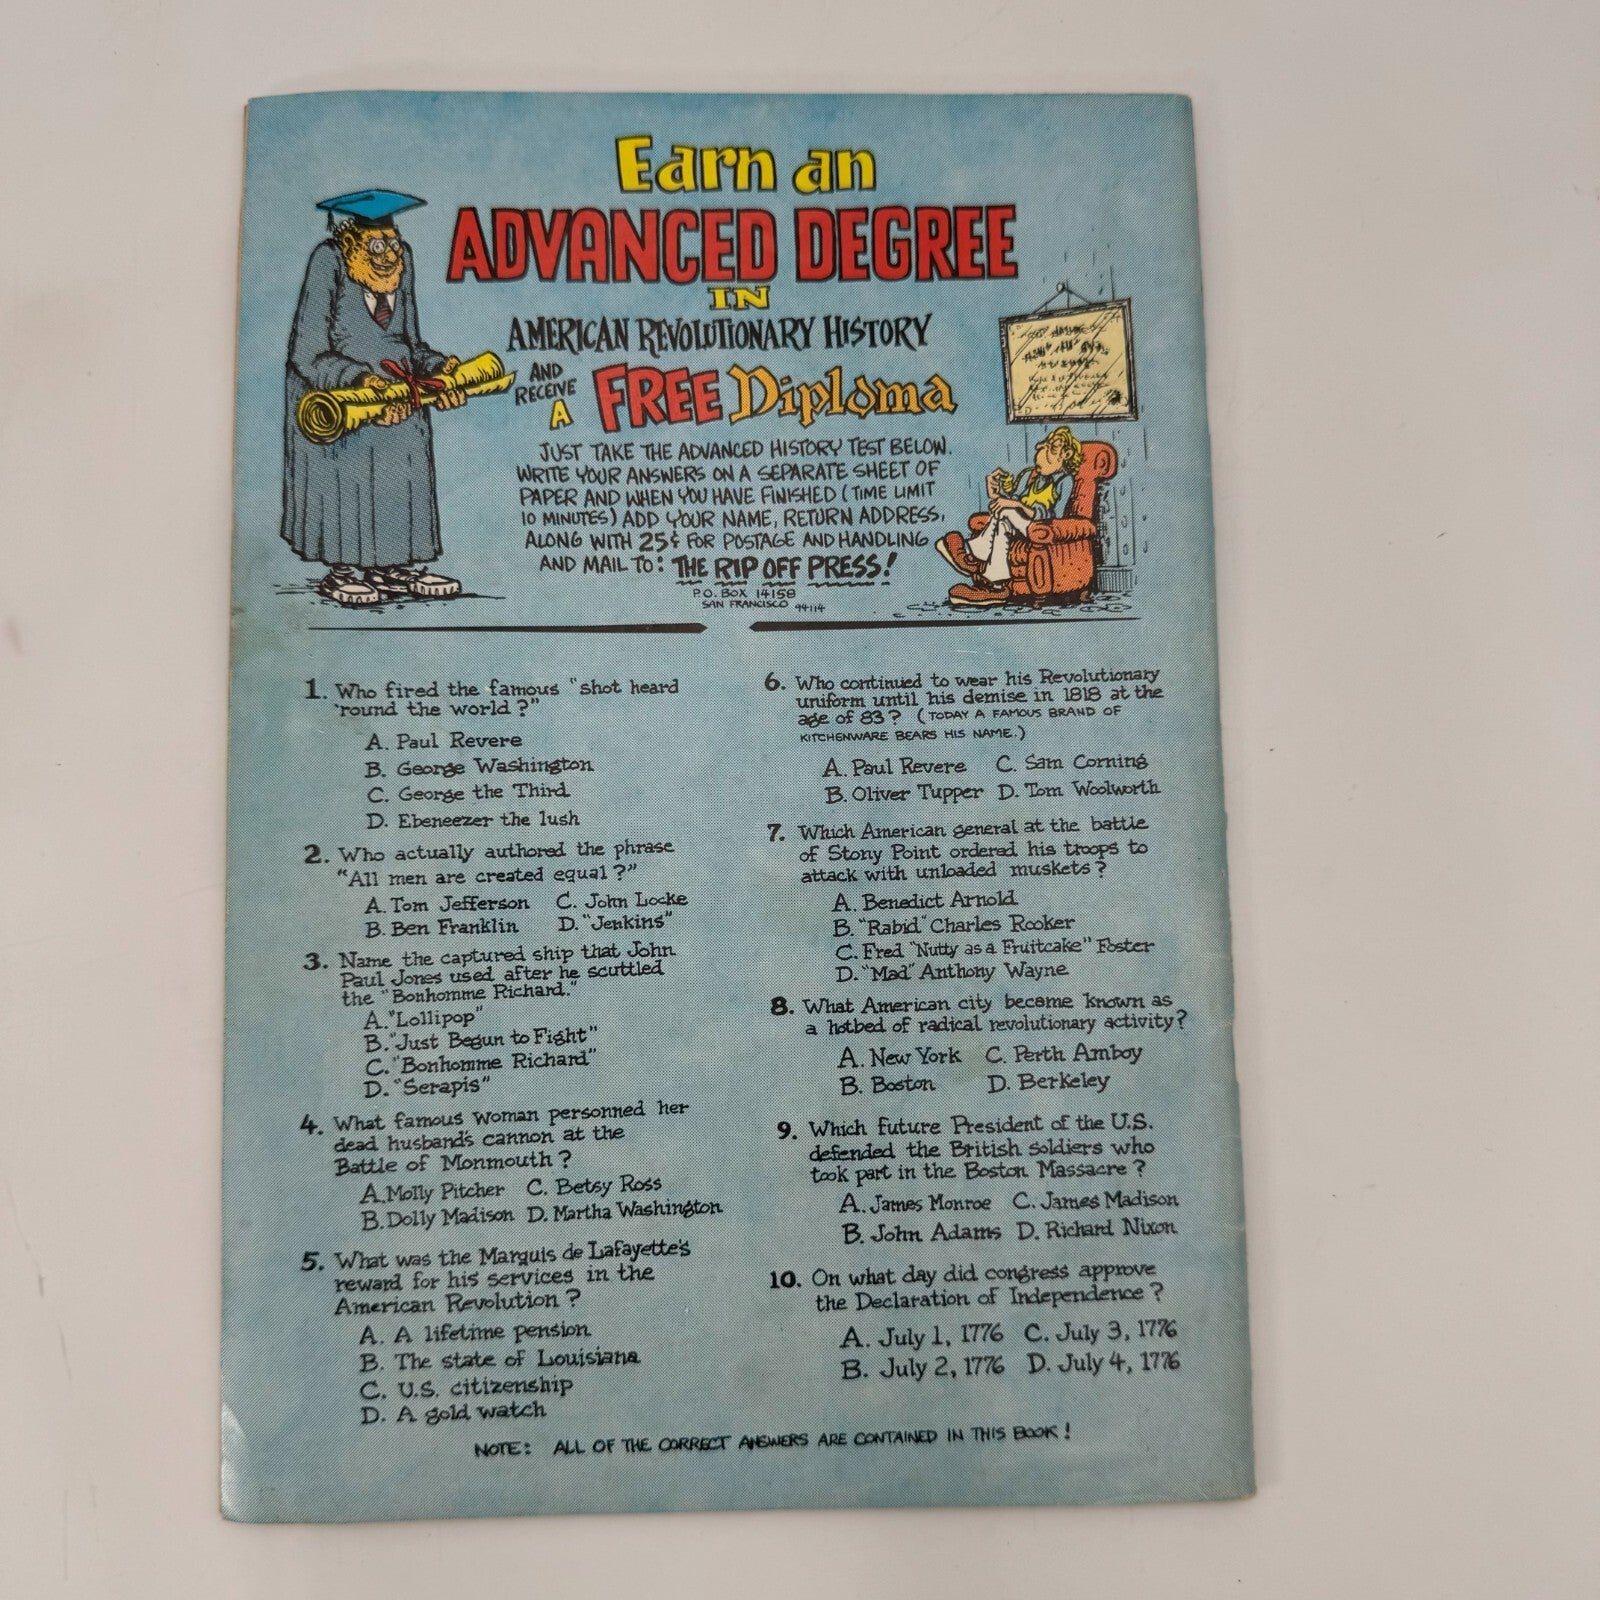 Earn an
ADVANCED DEGREE
IN
AMERICAN REVOLUTIONARY HISTORY
AND
RECEIVE
A
FREE Diploma
JUST TAKE THE ADVANCED HISTORY TEST BELOW.
WRITE YOUR ANSWERS ON A SEPARATE SHEET OF
PAPER AND WHEN YOU HAVE FINISHED (TIME LIMIT
10 MINUTES) ADD YOUR NAME, RETURN ADDRESS,
ALONG WITH 25¢ FOR POSTAGE AND HANDLING
AND MAIL TO: THE RIP OFF PRESS!
P.O. BOX 14158
SAN FRANCISCO 94114
1. Who fired the famous "shot heard
'round the world?"
A. Paul Revere
B. George Washington
C. George the Third
D. Ebeneezer the lush
2. Who actually authored the phrase
"All men are created equal?"
A. Tom Jefferson C. John Locke
B. Ben Franklin D. "Jenkins"
3. Name the captured ship that John
Paul Jones used after he scuttled
the "Bonhomme Richard."
A. "Lollipop"
B. "Just Begun to Fight"
C. "Bonhomme Richard"
D. "Serapis"
4. What famous woman personned her
dead husband's cannon at the
Battle of Monmouth?
A. Molly Pitcher C. Betsy Ross
B. Dolly Madison D. Martha Washington
5. What was the Marquis de Lafayette's
reward for his services in the
American Revolution?
A. A lifetime pension
B. The state of Louisiana
C. U.S. citizenship
D. A gold watch
6. Who continued to wear his Revolutionary
uniform until his demise in 1818 at the
age of 83? (TODAY A FAMOUS BRAND OF
KITCHENWARE BEARS HIS NAME.)
A. Paul Revere C. Sam Corning
B. Oliver Tupper D. Tom Woolworth
7. Which American general at the battle
of Stony Point ordered his troops to
attack with unloaded muskets?
A. Benedict Arnold
B. "Rabid" Charles Rooker
C. Fred "Nutty as a Fruitcake" Foster
D. "Mad" Anthony Wayne
8. What American city became known as
a hotbed of radical revolutionary activity?
A. New York C. Perth Amboy
B. Boston D. Berkeley
9. Which future President of the U.S.
defended the British soldiers who
took part in the Boston Massacre?
A. James Monroe C. James Madison
B. John Adams D. Richard Nixon
10. On what day did congress approve
the Declaration of Independence?
A. July 1, 1776 C. July 3, 1776
B. July 2, 1776 D. July 4, 1776
NOTE: ALL OF THE CORRECT ANSWERS ARE CONTAINED IN THIS BOOK!